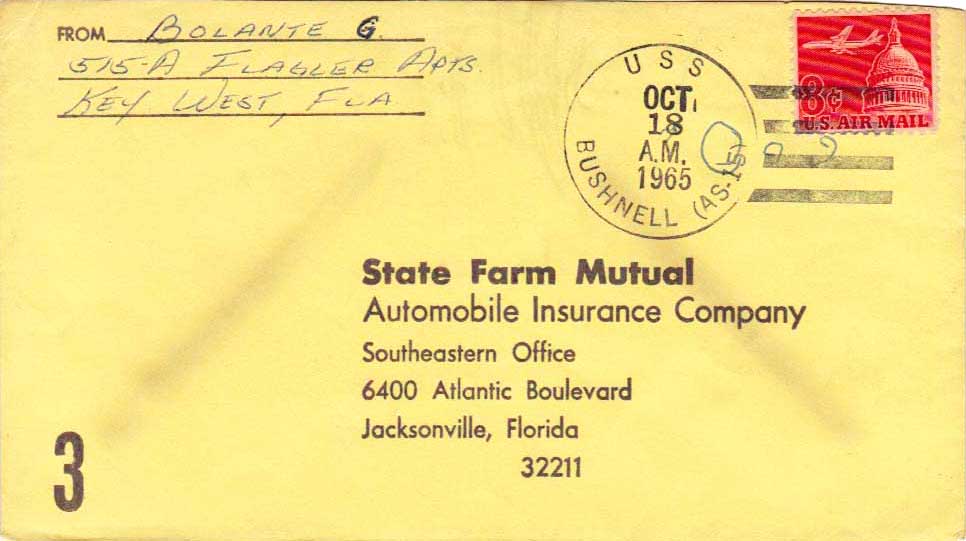 FROM BOLANTE G.
515-A FLAGLER APTS.
KEY WEST, FLA
USS
OCT.
18
A.M.
1965
BUSHNELL (AS-15)
8¢
U.S. AIR MAIL
State Farm Mutual
Automobile Insurance Company
Southeastern Office
6400 Atlantic Boulevard
Jacksonville, Florida
32211
3